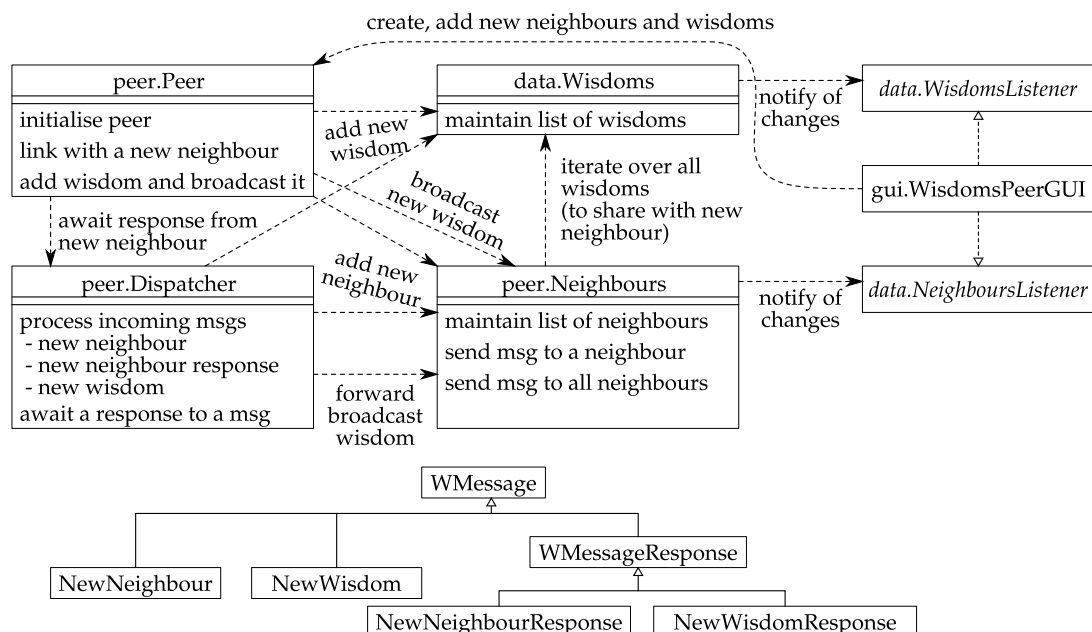 create, add new neighbours and wisdoms
peer.Peer
initialise peer
link with a new neighbour
add wisdom and broadcast it
add new
wisdom
data.Wisdoms
maintain list of wisdoms
notify of
changes
data.WisdomsListener
await response from
new neighbour
broadcast
new wisdom
iterate over all
wisdoms
(to share with new
neighbour)
gui.WisdomsPeerGUI
peer.Dispatcher
process incoming msgs
- new neighbour
- new neighbour response
- new wisdom
await a response to a msg
add new
neighbour
forward
broadcast
wisdom
peer.Neighbours
maintain list of neighbours
send msg to a neighbour
send msg to all neighbours
notify of
changes
data.NeighboursListener
WMessage
WMessageResponse
NewNeighbour
NewWisdom
NewNeighbourResponse
NewWisdomResponse